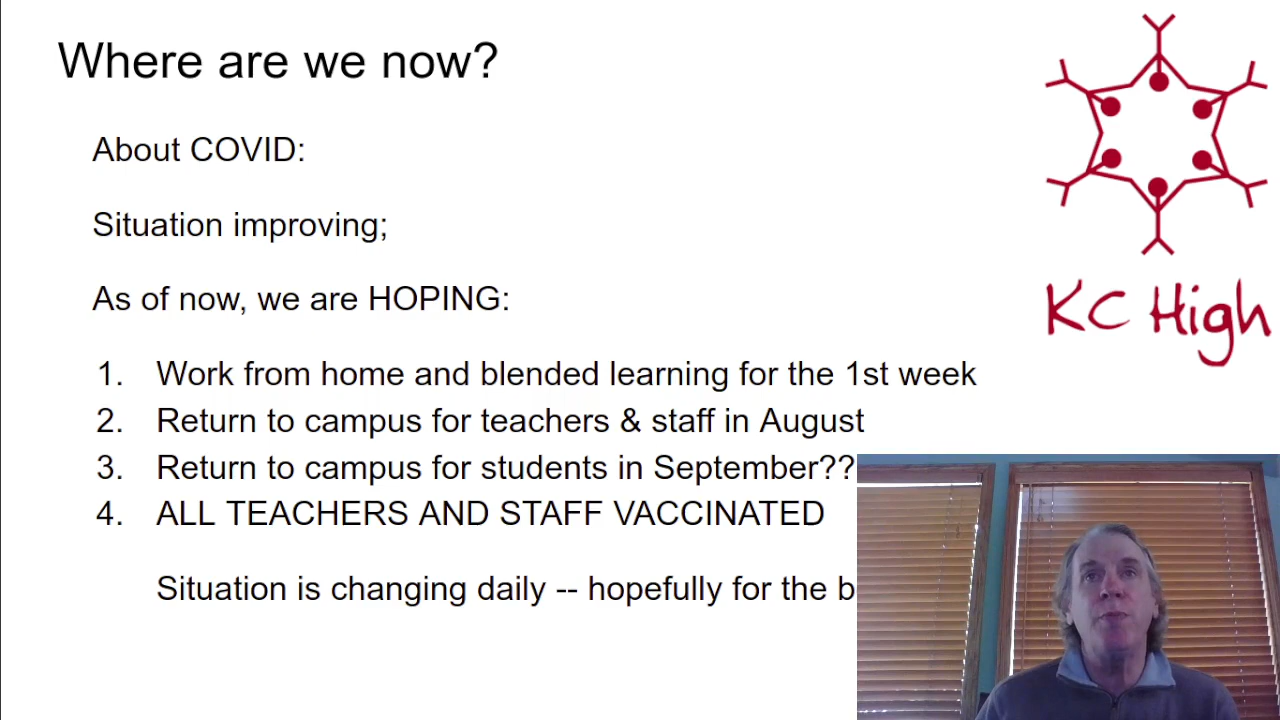 Where are we now?
About COVID:
Situation improving;
As of now, we are HOPING:
1. Work from home and blended learning for the 1st week
2. Return to campus for teachers & staff in August
3. Return to campus for students in September??
4. ALL TEACHERS AND STAFF VACCINATED
Situation is changing daily -- hopefully for the
KC High